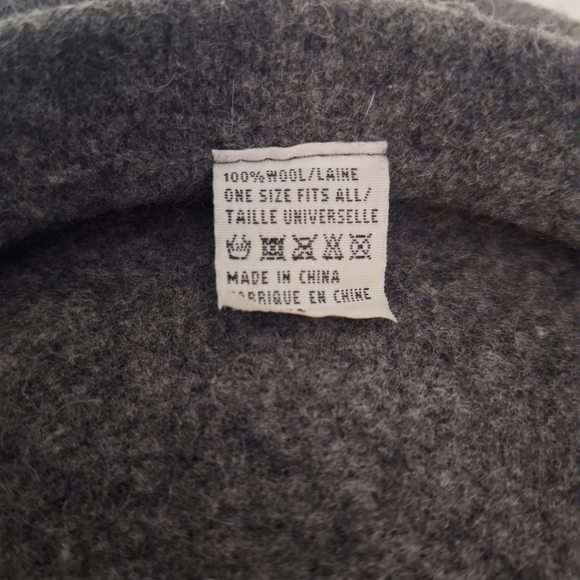 100% WOOL/LAINE
ONE SIZE FITS ALL/
TAILLE UNIVERSELLE
MADE IN CHINA
FABRIQUE EN CHINE